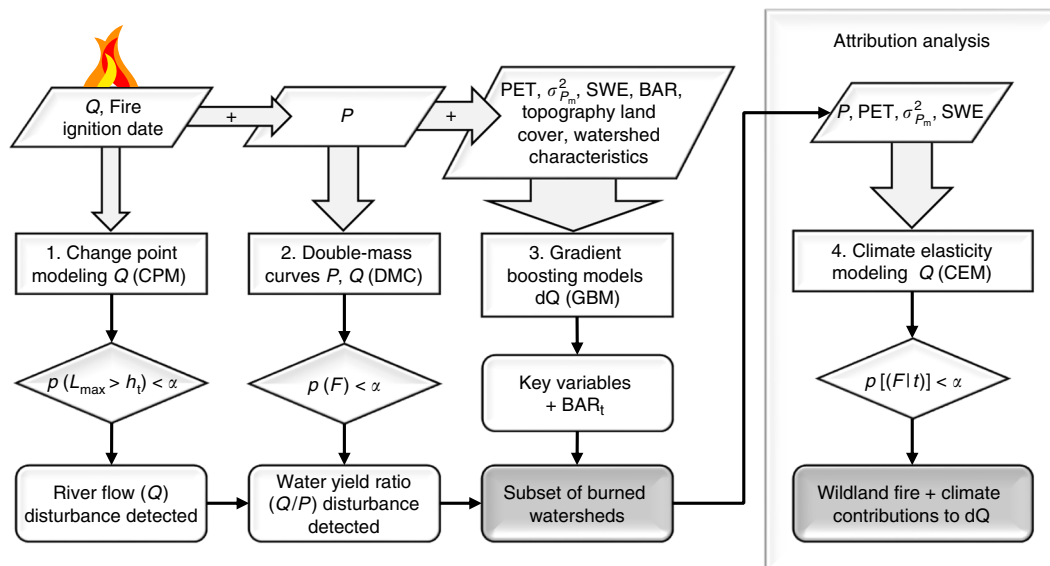 Attribution analysis
Q, Fire
ignition date
+
P
+
PET, σ²Pm, SWE, BAR,
topography land
cover, watershed
characteristics
P, PET, σ²Pm, SWE
1. Change point
modeling Q (CPM)
2. Double-mass
curves P, Q (DMC)
3. Gradient
boosting models
dQ (GBM)
4. Climate elasticity
modeling Q (CEM)
p (Lmax > ht) < α
p (F) < α
Key variables
+ BARt
p [(F| t)] < α
River flow (Q)
disturbance detected
Water yield ratio
(Q/P) disturbance
detected
Subset of burned
watersheds
Wildland fire + climate
contributions to dQ